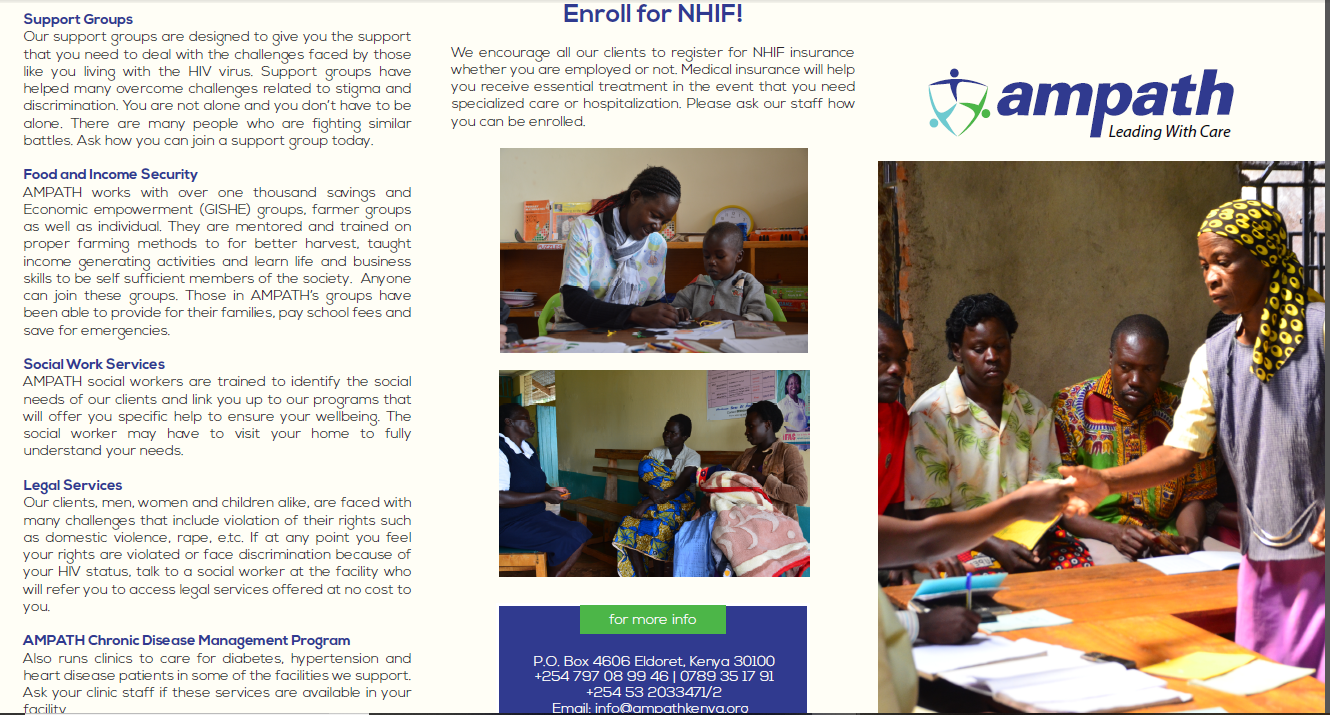 Support Groups
Our support groups are designed to give you the support
that you need to deal with the challenges faced by those
like you living with the HIV virus. Support groups have
helped many overcome challenges related to stigma and
discrimination. You are not alone and you don't have to be
alone. There are many people who are fighting similar
battles. Ask how you can join a support group today.
Food and Income Security
AMPATH works with over one thousand savings and
Economic empowerment (GISHE) groups, farmer groups
as well as individual. They are mentored and trained on
proper farming methods to for better harvest, taught
income generating activities and learn life and business
skills to be self sufficient members of the society. Anyone
can join these groups. Those in AMPATH's groups have
been able to provide for their families, pay school fees and
save for emergencies.
Social Work Services
AMPATH social workers are trained to identify the social
needs of our clients and link you up to our programs that
will offer you specific help to ensure your wellbeing. The
social worker may have to visit your home to fully
understand your needs.
Legal Services
Our clients, men, women and children alike, are faced with
many challenges that include violation of their rights such
as domestic violence, rape, e.t.c. If at any point you feel
your rights are violated or face discrimination because of
your HIV status, talk to a social worker at the facility who
will refer you to access legal services offered at no cost to
you.
AMPATH Chronic Disease Management Program
Also runs clinics to care for diabetes, hypertension and
heart disease patients in some of the facilities we support.
Ask your clinic staff if these services are available in your
facility.
Enroll for NHIF!
We encourage all our clients to register for NHIF insurance
whether you are employed or not. Medical insurance will help
you receive essential treatment in the event that you need
specialized care or hospitalization. Please ask our staff how
you can be enrolled.
PUZZLES
for more info
P.O. Box 4606 Eldoret, Kenya 30100
+254 797 08 99 46 | 0789 35 17 91
+254 53 2033471/2
Email: info@ampathkenya.org
ampath
Leading With Care